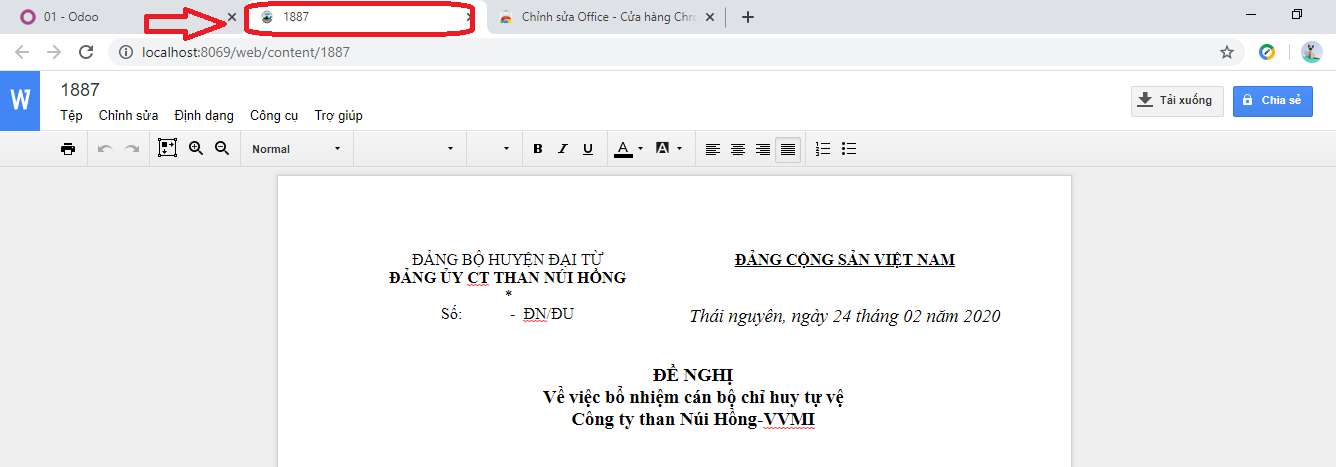 01 - Odoo
1887
Chỉnh sửa Office - Cửa hàng Chr
localhost:8069/web/content/1887
W
1887
Tệp Chỉnh sửa Định dạng Công cụ Trợ giúp
Tải xuống
Chia sẻ
Normal
B I U A A
ĐẢNG BỘ HUYỆN ĐẠI TỪ
ĐẢNG ỦY CT THAN NÚI HỒNG
*
Số: - ĐN/ĐU
ĐẢNG CỘNG SẢN VIỆT NAM
Thái nguyên, ngày 24 tháng 02 năm 2020
ĐỀ NGHỊ
Về việc bổ nhiệm cán bộ chỉ huy tự vệ
Công ty than Núi Hồng-VVMI